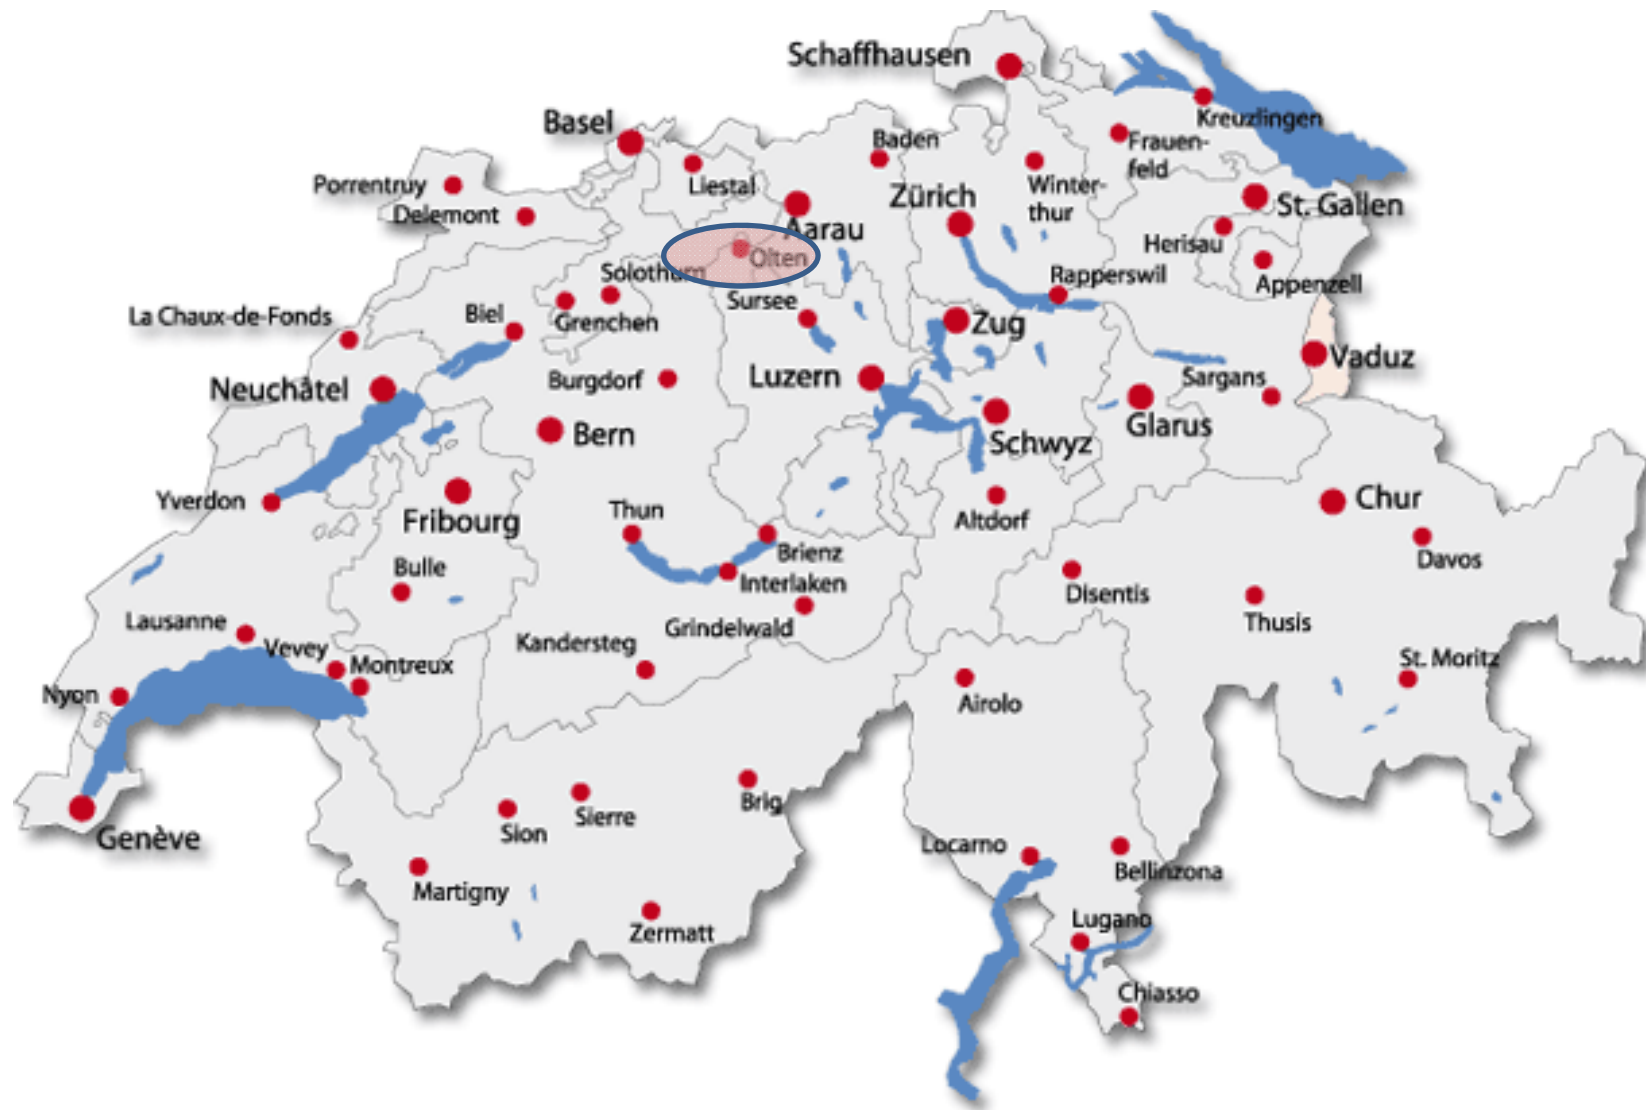 Schaffhausen
Basel
Kreuzlingen
Baden
Frauen-
feld
Liestal
Porrentruy
Winter-
thur
Zürich
Delemont
St. Gallen
Aarau
Herisau
Olten
Solothurn
Rapperswil
Appenzell
Sursee
La Chaux-de-Fonds
Biel
Grenchen
Zug
Vaduz
Neuchâtel
Burgdorf
Luzern
Sargans
Bern
Schwyz
Glarus
Yverdon
Chur
Fribourg
Thun
Altdorf
Brienz
Davos
Bulle
Interlaken
Disentis
Lausanne
Grindelwald
Thusis
Kandersteg
Vevey
Montreux
St. Moritz
Nyon
Airolo
Brig
Sierre
Sion
Genève
Locarno
Bellinzona
Martigny
Lugano
Zermatt
Chiasso